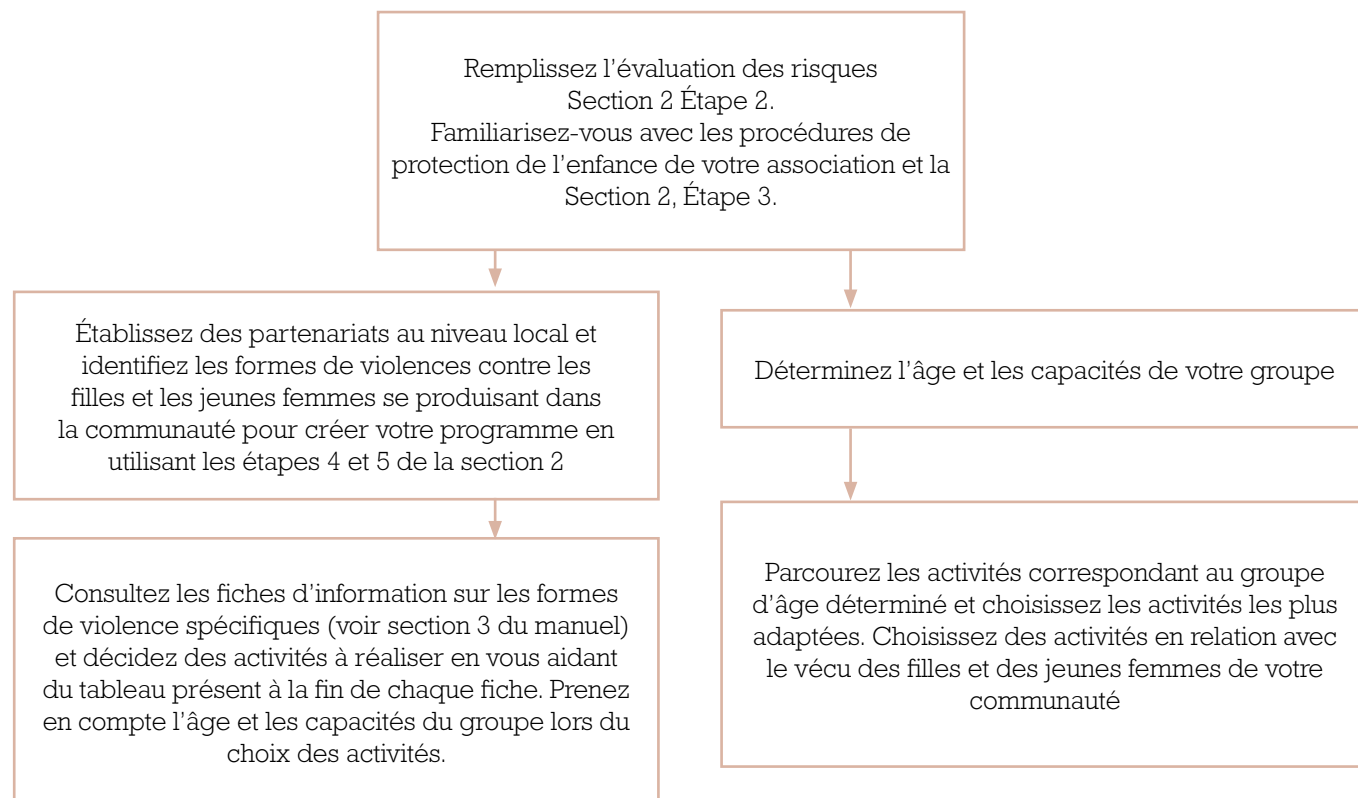 Remplissez l’évaluation des risques
Section 2 Étape 2.
Familiarisez-vous avec les procédures de
protection de l’enfance de votre association et la
Section 2, Étape 3.
Établissez des partenariats au niveau local et
identifiez les formes de violences contre les
filles et les jeunes femmes se produisant dans
la communauté pour créer votre programme en
utilisant les étapes 4 et 5 de la section 2
Consultez les fiches d’information sur les formes
de violence spécifiques (voir section 3 du manuel)
et décidez des activités à réaliser en vous aidant
du tableau présent à la fin de chaque fiche. Prenez
en compte l’âge et les capacités du groupe lors du
choix des activités.
Déterminez l’âge et les capacités de votre groupe
Parcourez les activités correspondant au groupe
d’âge déterminé et choisissez les activités les plus
adaptées. Choisissez des activités en relation avec
le vécu des filles et des jeunes femmes de votre
communauté